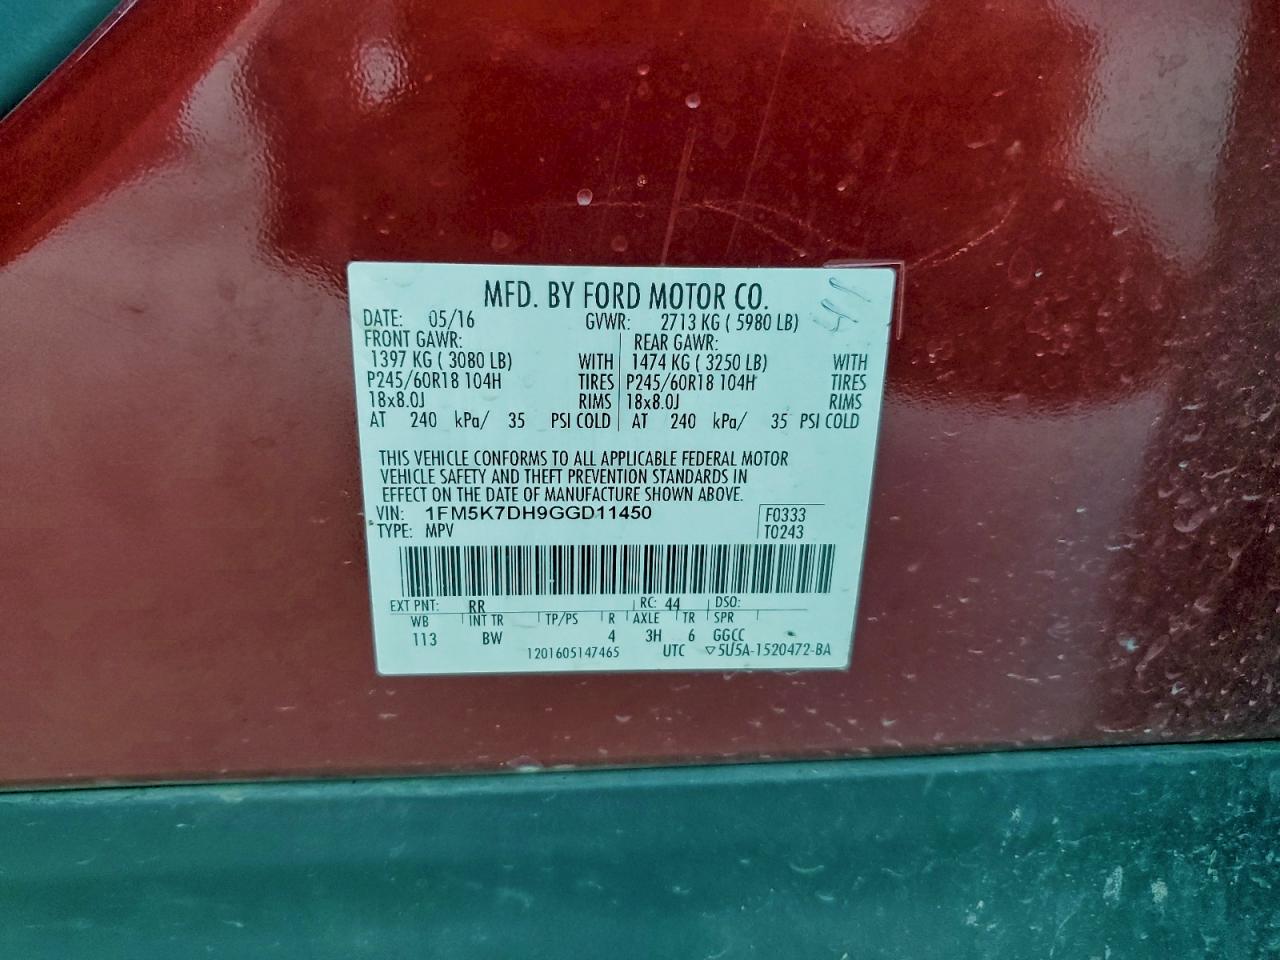 MFD. BY FORD MOTOR CO.
DATE: 05/16 GVWR: 2713 KG ( 5980 LB)
FRONT GAWR: REAR GAWR:
1397 KG ( 3080 LB) WITH 1474 KG ( 3250 LB) WITH
P245/60R18 104H TIRES P245/60R18 104H TIRES
18x8.0J RIMS 18x8.0J RIMS
AT 240 kPa/ 35 PSI COLD AT 240 kPa/ 35 PSI COLD
THIS VEHICLE CONFORMS TO ALL APPLICABLE FEDERAL MOTOR
VEHICLE SAFETY AND THEFT PREVENTION STANDARDS IN
EFFECT ON THE DATE OF MANUFACTURE SHOWN ABOVE.
VIN: 1FM5K7DH9GGD11450 F0333
TYPE: MPV T0243
EXT PNT: RR RC: 44 DSO:
WB INT TR TP/PS R AXLE TR SPR
113 BW 4 3H 6 GGCC
1201605147465 UTC ▽5U5A-1520472-BA